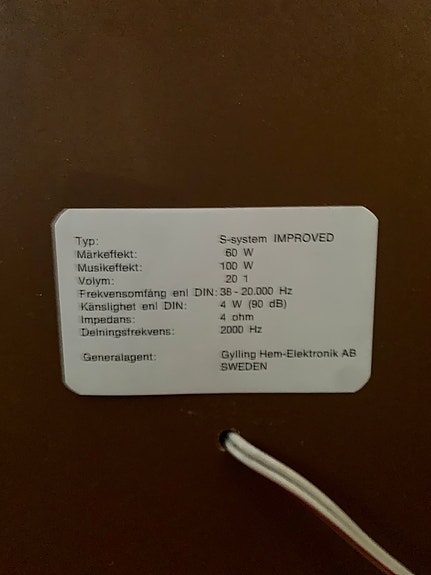 Typ: S-system IMPROVED
Märkeffekt: 60 W
Musikeffekt: 100 W
Volym: 20 l
Frekvensomfång enl DIN: 38-20.000 Hz
Känslighet enl DIN: 4 W (90 dB)
Impedans: 4 ohm
Delningsfrekvens: 2000 Hz
Generalagent: Gylling Hem-Elektronik AB
SWEDEN